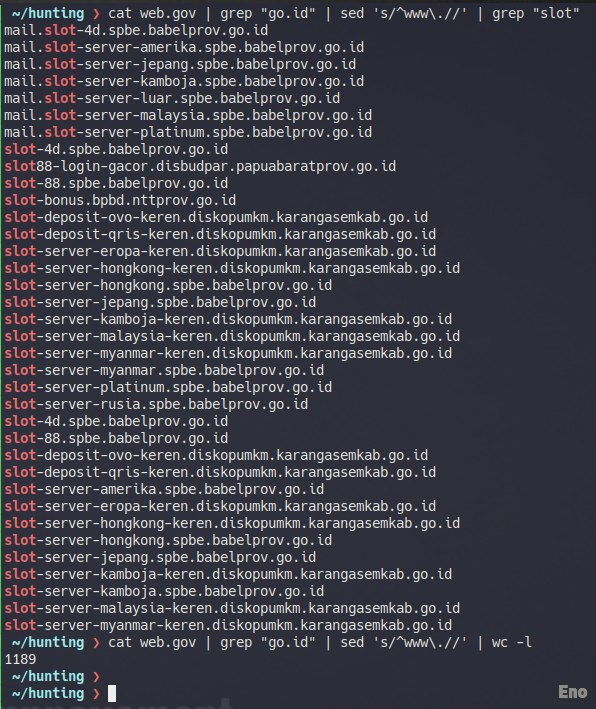 ~/hunting ❯ cat web.gov | grep "go.id" | sed 's/^www\.//' | grep "slot"
mail.slot-4d.spbe.babelprov.go.id
mail.slot-server-amerika.spbe.babelprov.go.id
mail.slot-server-jepang.spbe.babelprov.go.id
mail.slot-server-kamboja.spbe.babelprov.go.id
mail.slot-server-luar.spbe.babelprov.go.id
mail.slot-server-malaysia.spbe.babelprov.go.id
mail.slot-server-platinum.spbe.babelprov.go.id
slot-4d.spbe.babelprov.go.id
slot88-login-gacor.disbudpar.papuabaratprov.go.id
slot-88.spbe.babelprov.go.id
slot-bonus.bpbd.nttprov.go.id
slot-deposit-ovo-keren.diskopumkm.karangasemkab.go.id
slot-deposit-qris-keren.diskopumkm.karangasemkab.go.id
slot-server-eropa-keren.diskopumkm.karangasemkab.go.id
slot-server-hongkong-keren.diskopumkm.karangasemkab.go.id
slot-server-hongkong.spbe.babelprov.go.id
slot-server-jepang.spbe.babelprov.go.id
slot-server-kamboja-keren.diskopumkm.karangasemkab.go.id
slot-server-malaysia-keren.diskopumkm.karangasemkab.go.id
slot-server-myanmar-keren.diskopumkm.karangasemkab.go.id
slot-server-myanmar.spbe.babelprov.go.id
slot-server-platinum.spbe.babelprov.go.id
slot-server-rusia.spbe.babelprov.go.id
slot-4d.spbe.babelprov.go.id
slot-88.spbe.babelprov.go.id
slot-deposit-ovo-keren.diskopumkm.karangasemkab.go.id
slot-deposit-qris-keren.diskopumkm.karangasemkab.go.id
slot-server-amerika.spbe.babelprov.go.id
slot-server-eropa-keren.diskopumkm.karangasemkab.go.id
slot-server-hongkong-keren.diskopumkm.karangasemkab.go.id
slot-server-hongkong.spbe.babelprov.go.id
slot-server-jepang.spbe.babelprov.go.id
slot-server-kamboja-keren.diskopumkm.karangasemkab.go.id
slot-server-kamboja.spbe.babelprov.go.id
slot-server-malaysia-keren.diskopumkm.karangasemkab.go.id
slot-server-myanmar-keren.diskopumkm.karangasemkab.go.id
~/hunting ❯ cat web.gov | grep "go.id" | sed 's/^www\.//' | wc -l
1189
~/hunting ❯
~/hunting ❯
Eno